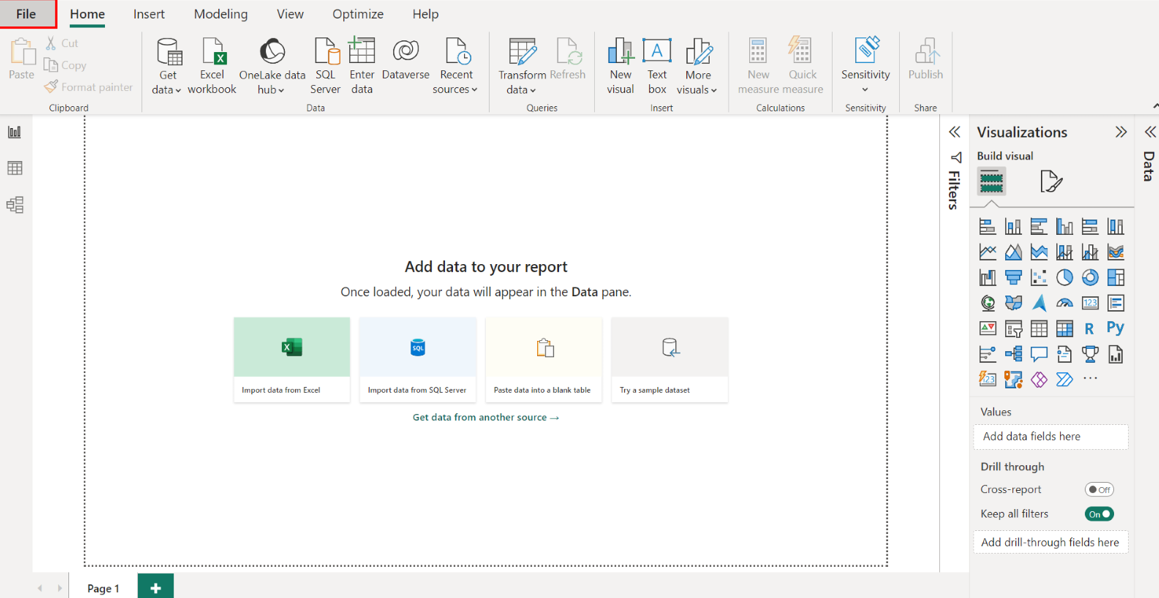 File Home Insert Modeling View Optimize Help
Paste
Cut
Copy
Format painter
Clipboard
Get data
Excel workbook
OneLake data hub
SQL Server
Enter data
Dataverse
Recent sources
Data
Transform data
Refresh
Queries
New visual
Text box
More visuals
Insert
New measure
Quick measure
Calculations
Sensitivity
Sensitivity
Publish
Share
Add data to your report
Once loaded, your data will appear in the Data pane.
SQL
Import data from Excel
Import data from SQL Server
Paste data into a blank table
Try a sample dataset
Get data from another source →
Filters
Visualizations
Build visual
123
R
Py
123
...
Values
Add data fields here
Drill through
Cross-report Off
Keep all filters On
Add drill-through fields here
Data
Page 1